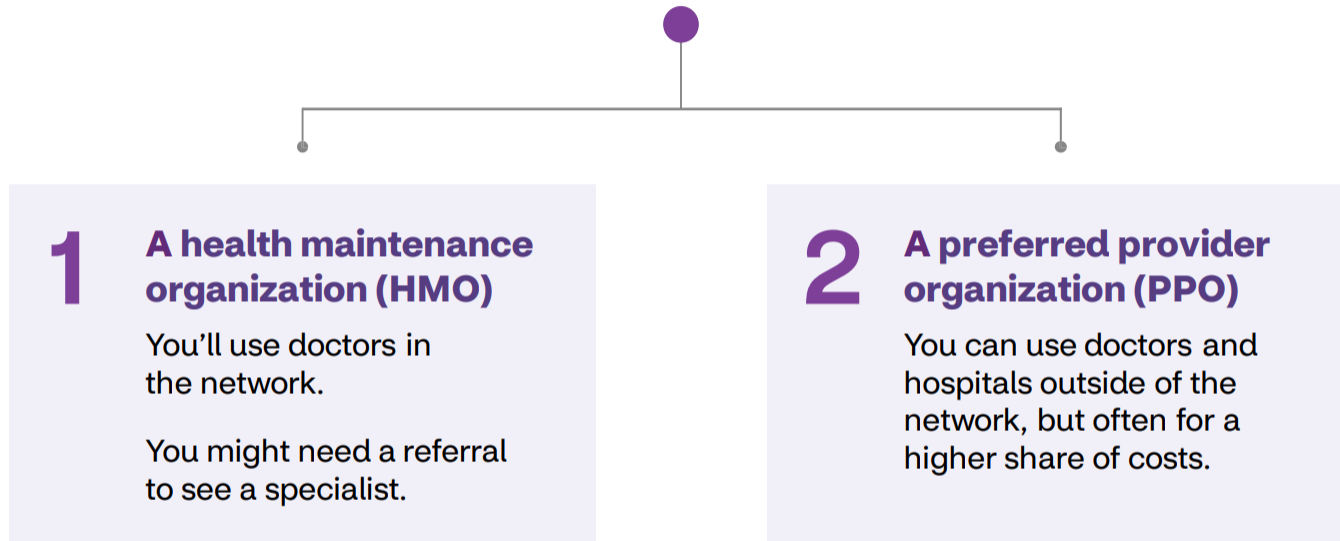 1
A health maintenance
organization (HMO)
You’ll use doctors in
the network.
You might need a referral
to see a specialist.
2
A preferred provider
organization (PPO)
You can use doctors and
hospitals outside of the
network, but often for a
higher share of costs.